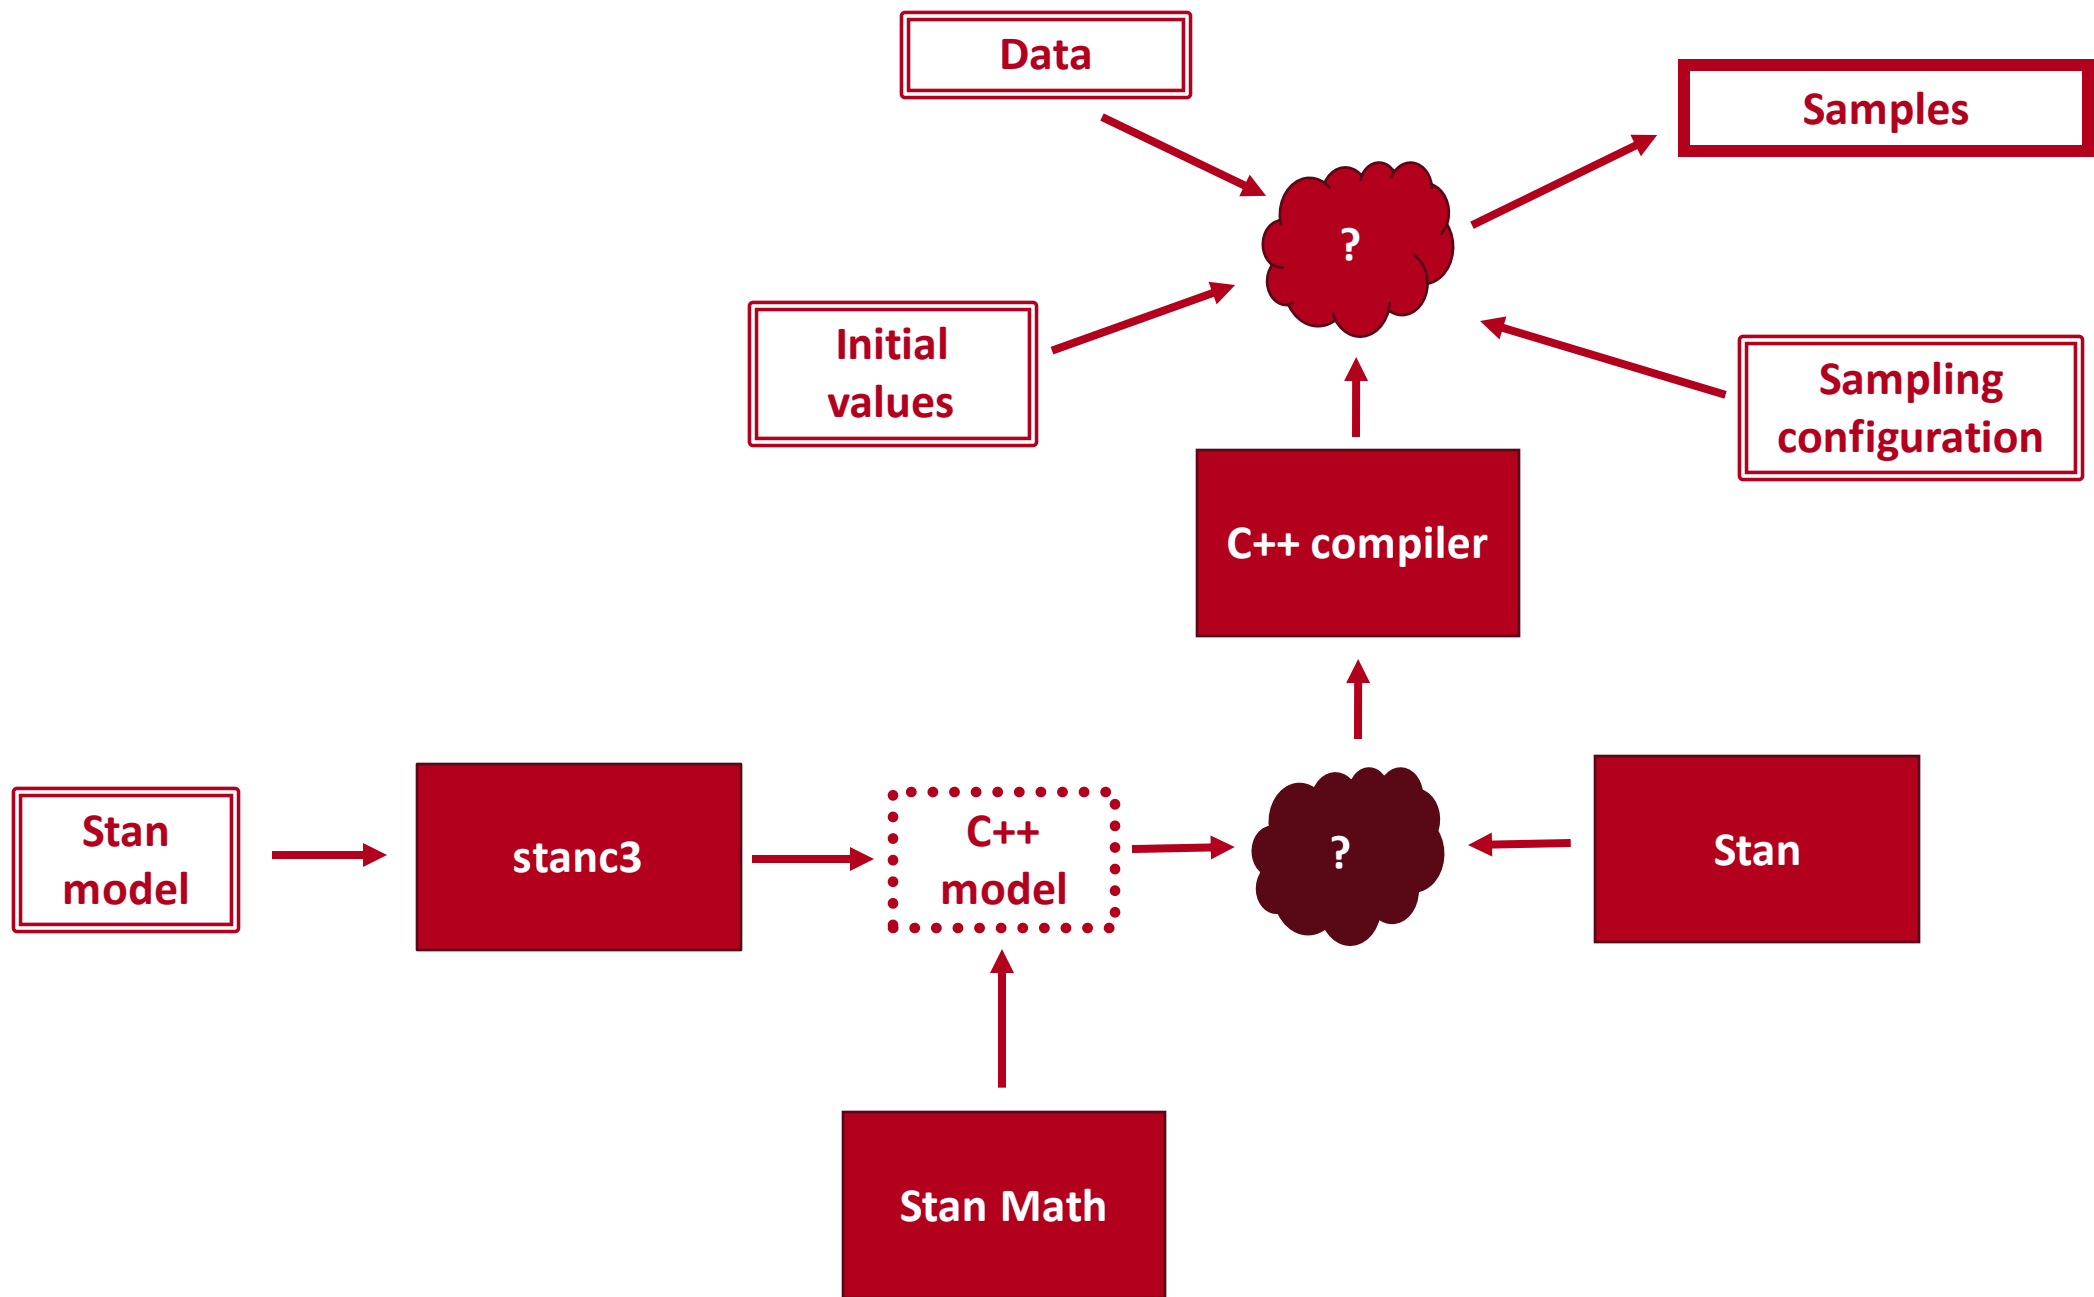 Data
Samples
?
Initial
values
Sampling
configuration
C++ compiler
Stan
model
stanc3
C++
model
?
Stan
Stan Math